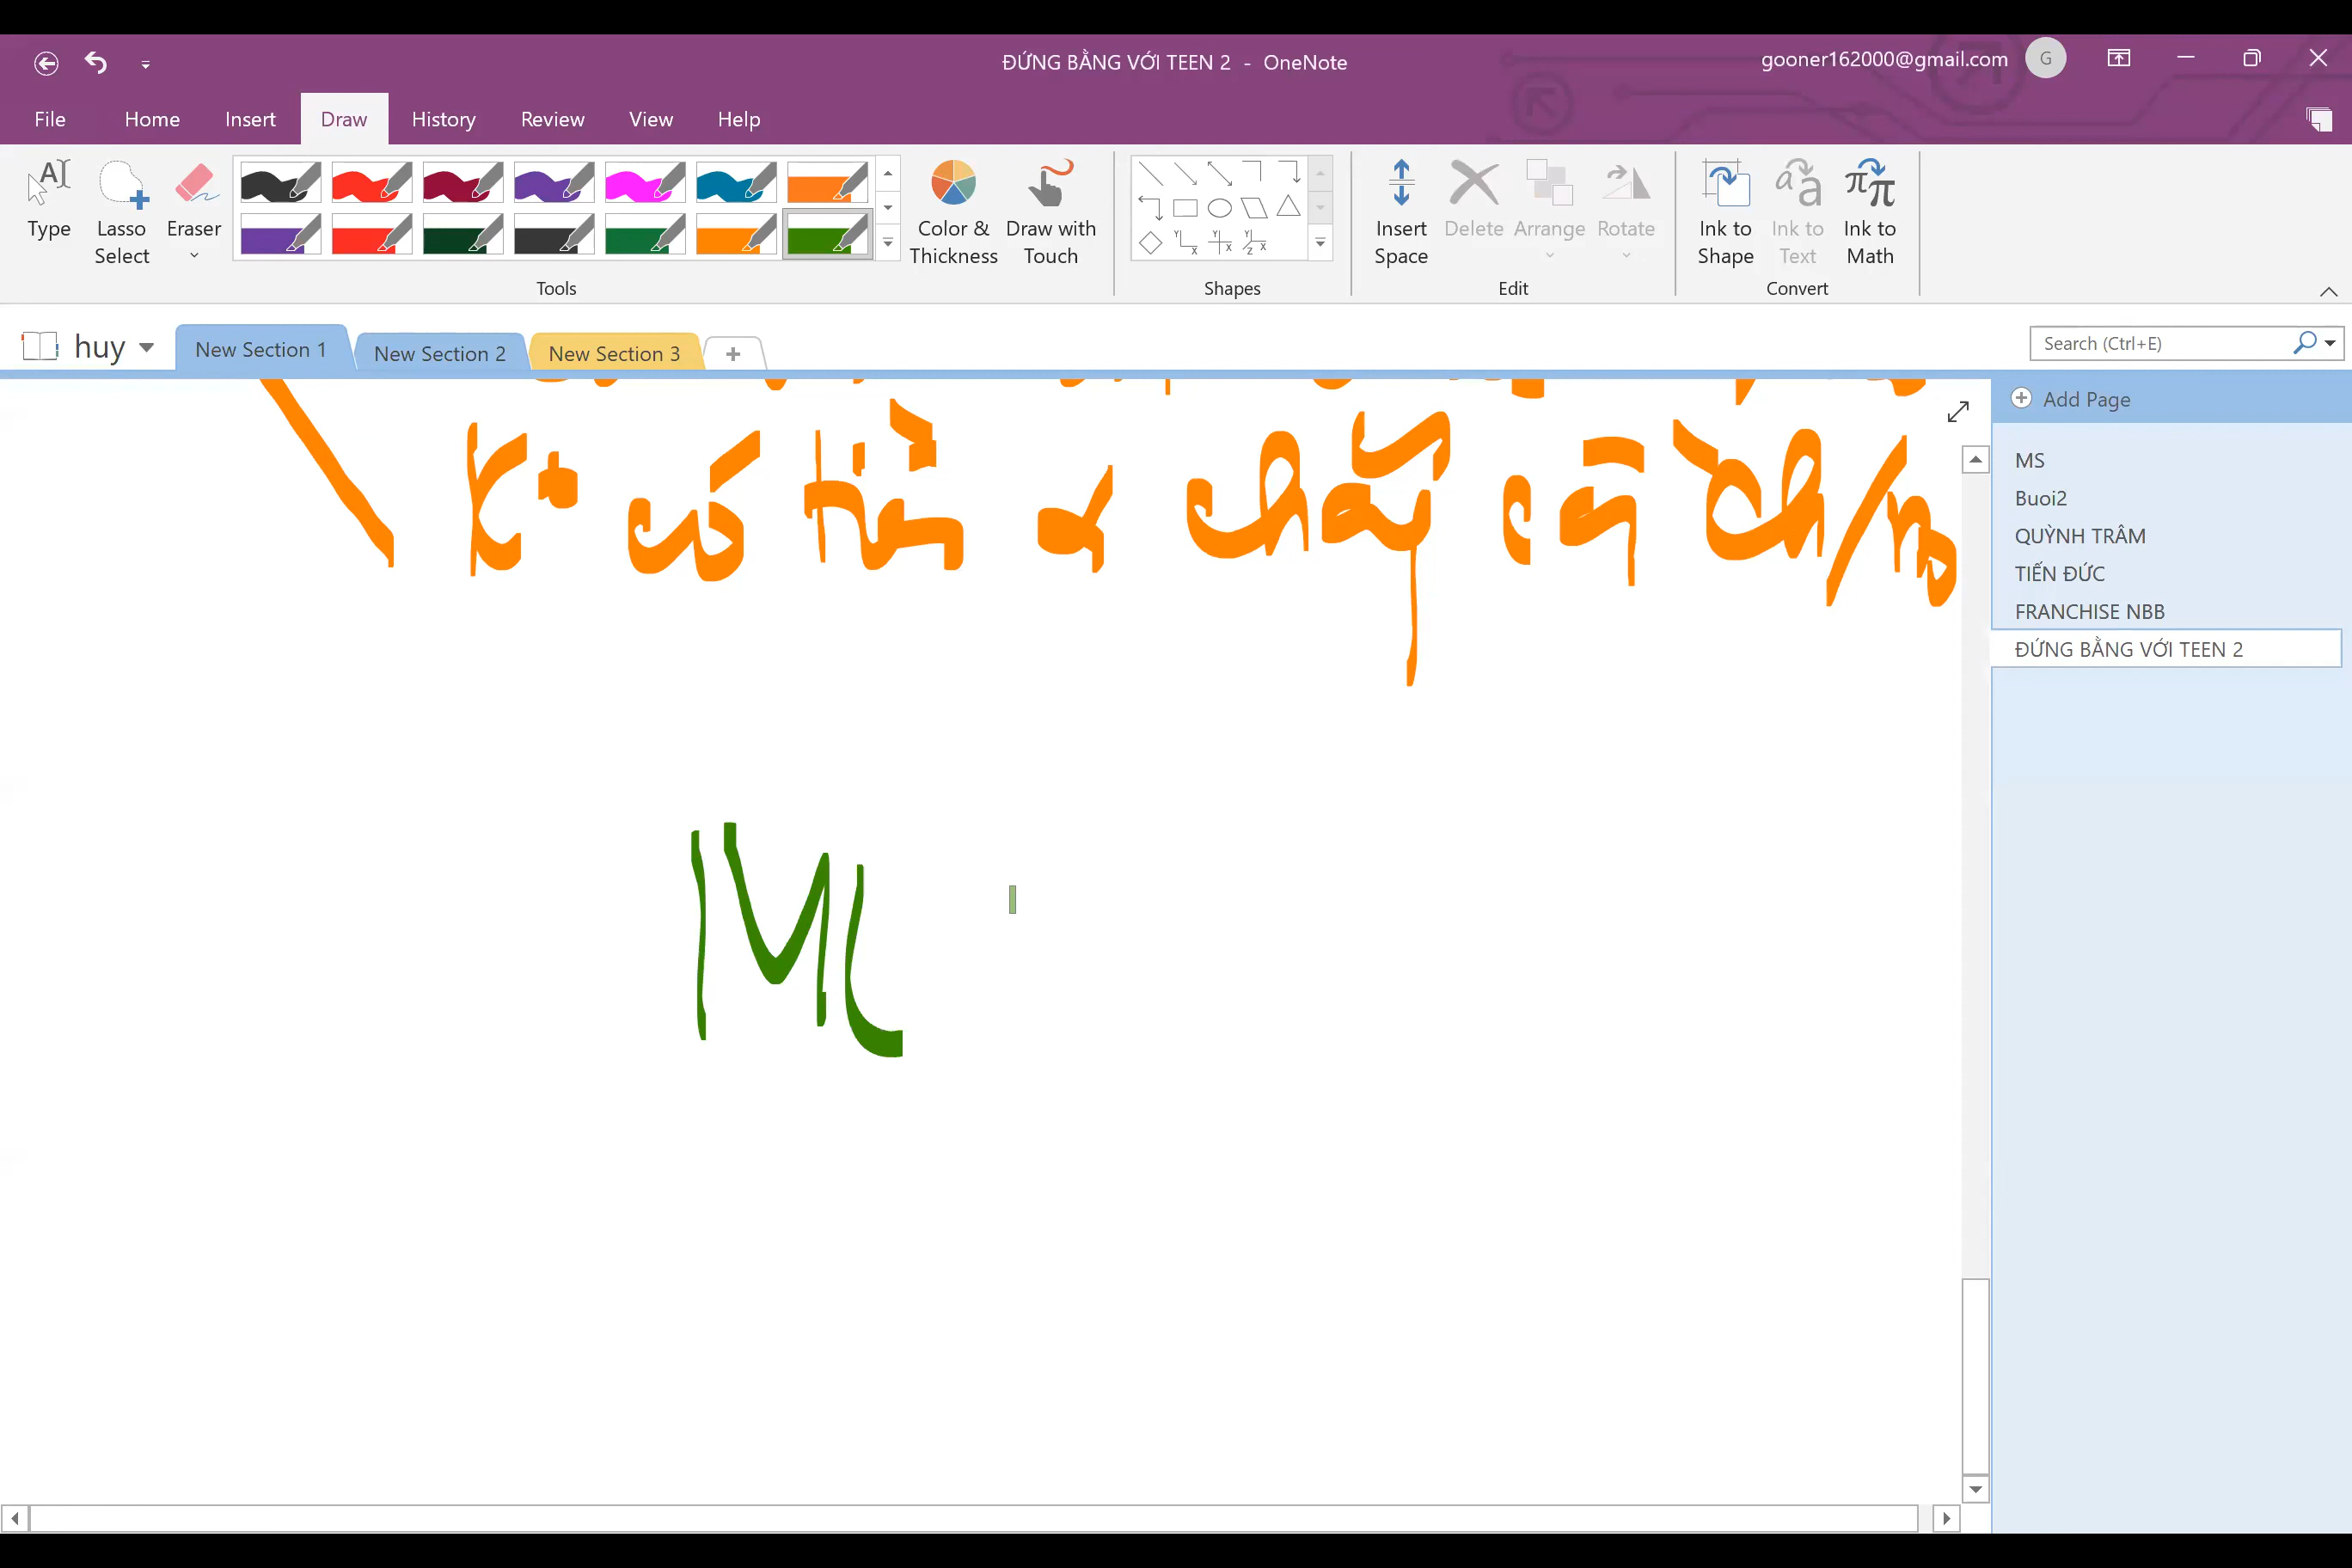 ĐỨNG BẰNG VỚI TEEN 2 - OneNote
gooner162000@gmail.com G
File Home Insert Draw History Review View Help
Type Lasso Select Eraser Color & Thickness Draw with Touch Insert Space Delete Arrange Rotate Ink to Shape Ink to Text Ink to Math
Tools Shapes Edit Convert
huy New Section 1 New Section 2 New Section 3 Search (Ctrl+E)
Add Page
MS
Buoi2
QUỲNH TRÂM
TIẾN ĐỨC
FRANCHISE NBB
ĐỨNG BẰNG VỚI TEEN 2
có tiền